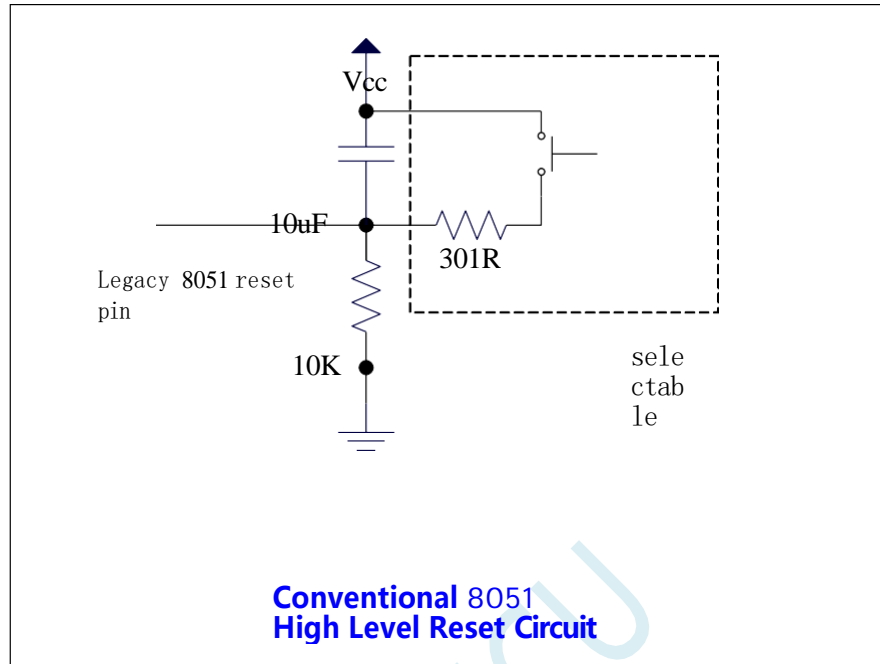 Vcc
10uF
301R
Legacy 8051 reset
pin
10K
sele
ctab
le
Conventional 8051
High Level Reset Circuit